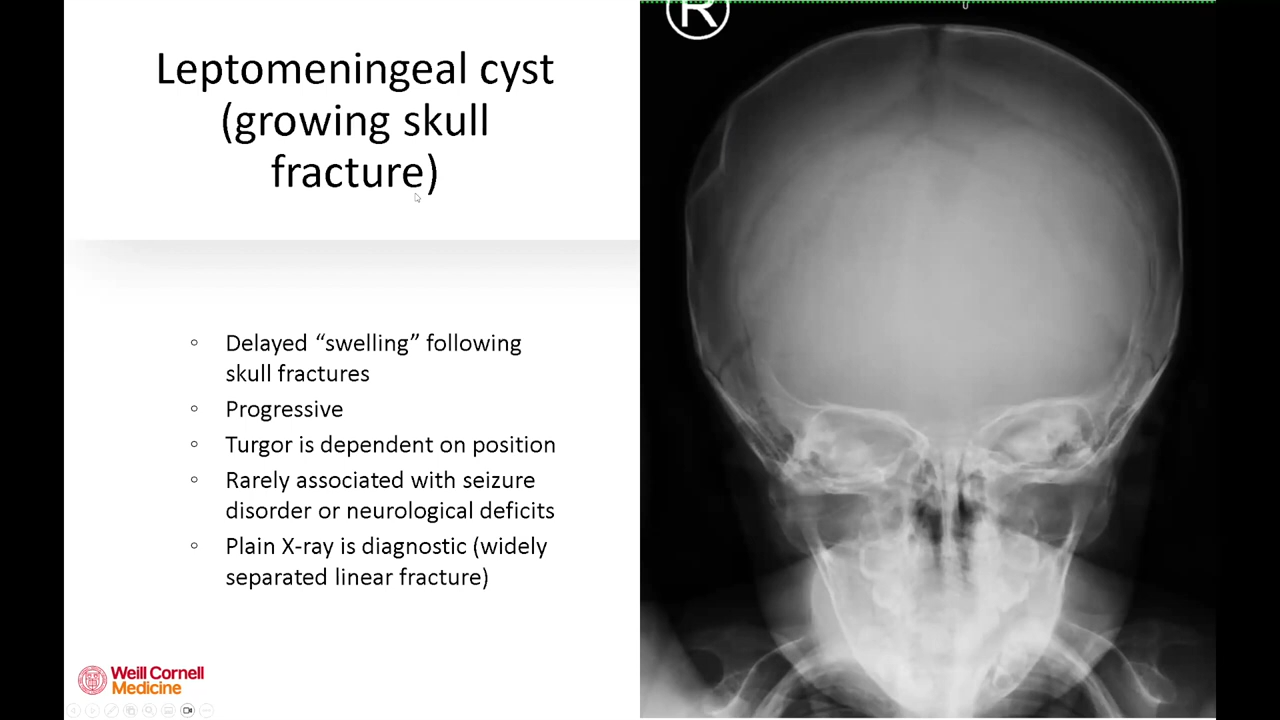 Leptomeningeal cyst
(growing skull
fracture)
◦ Delayed “swelling” following
skull fractures
◦ Progressive
◦ Turgor is dependent on position
◦ Rarely associated with seizure
disorder or neurological deficits
◦ Plain X-ray is diagnostic (widely
separated linear fracture)
Weill Cornell
Medicine
R